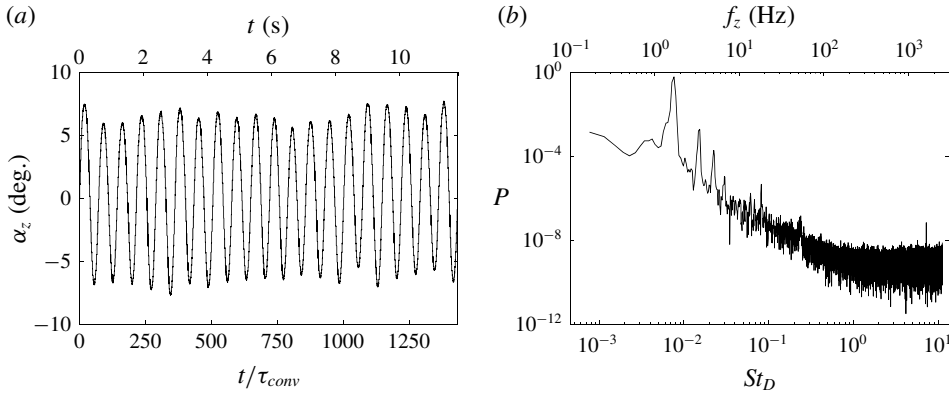 (a)
t (s)
0 2 4 6 8 10
10
5
0
−5
−10
α_z (deg.)
0 250 500 750 1000 1250
t/τ_conv
(b)
f_z (Hz)
10^−1 10^0 10^1 10^2 10^3
10^0
10^−4
10^−8
10^−12
P
10^−3 10^−2 10^−1 10^0 10^1
St_D